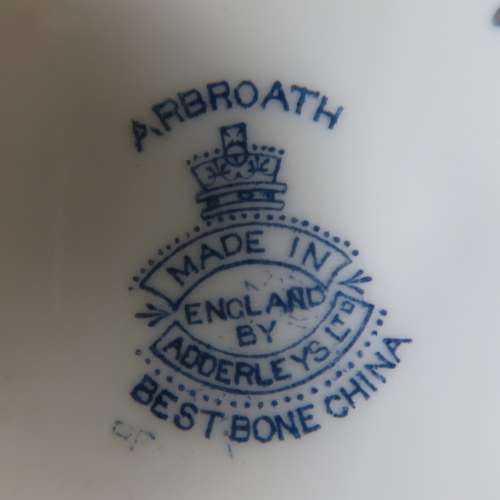 ARBROATH
MADE IN
ENGLAND
BY
ADDERLEYS LTD
BEST BONE CHINA